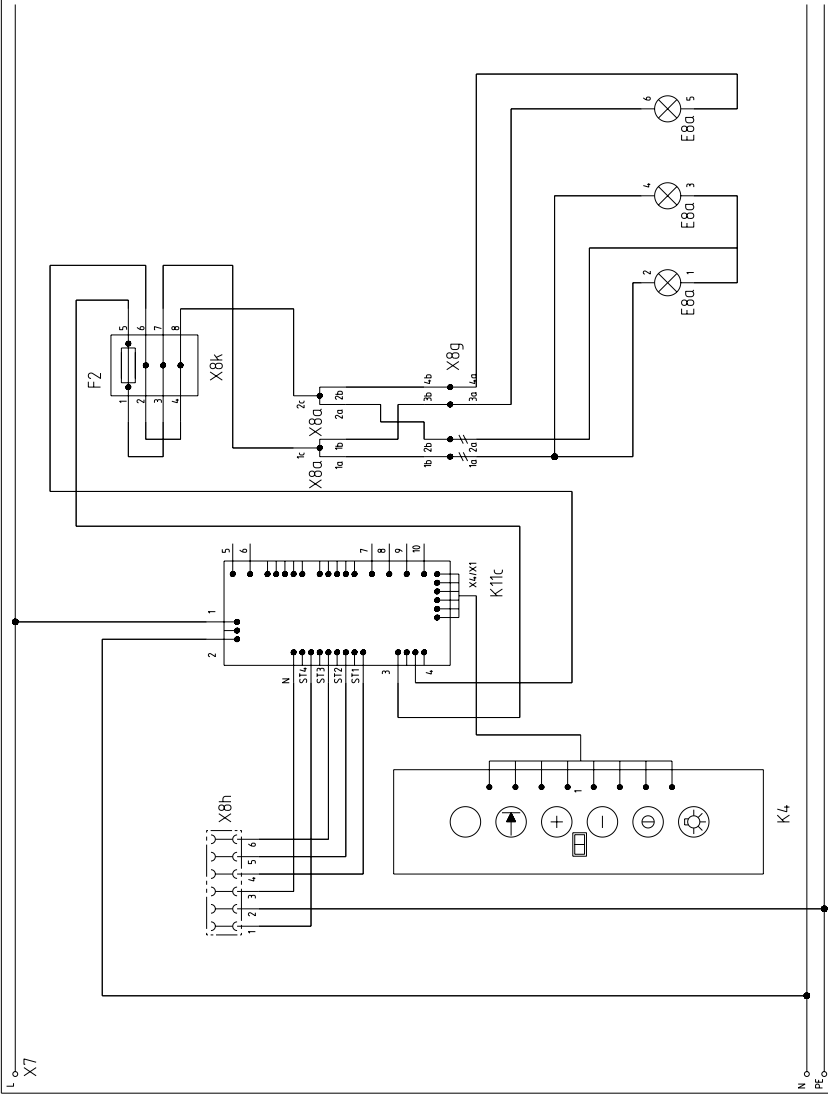 L
X7
F2
1
2
3
4
5
6
7
8
X8k
X8h
1
2
3
4
5
6
2
1
5
6
N
ST4
ST3
ST2
ST1
3
4
7
8
9
10
X4/X1
K11c
1c
X8a
1a
1b
2c
X8a
2a
2b
1b
2b
3b
4b
X8g
1a
2a
3a
4a
1
K4
2
1
E8a
4
3
E8a
6
5
E8a
N
PE